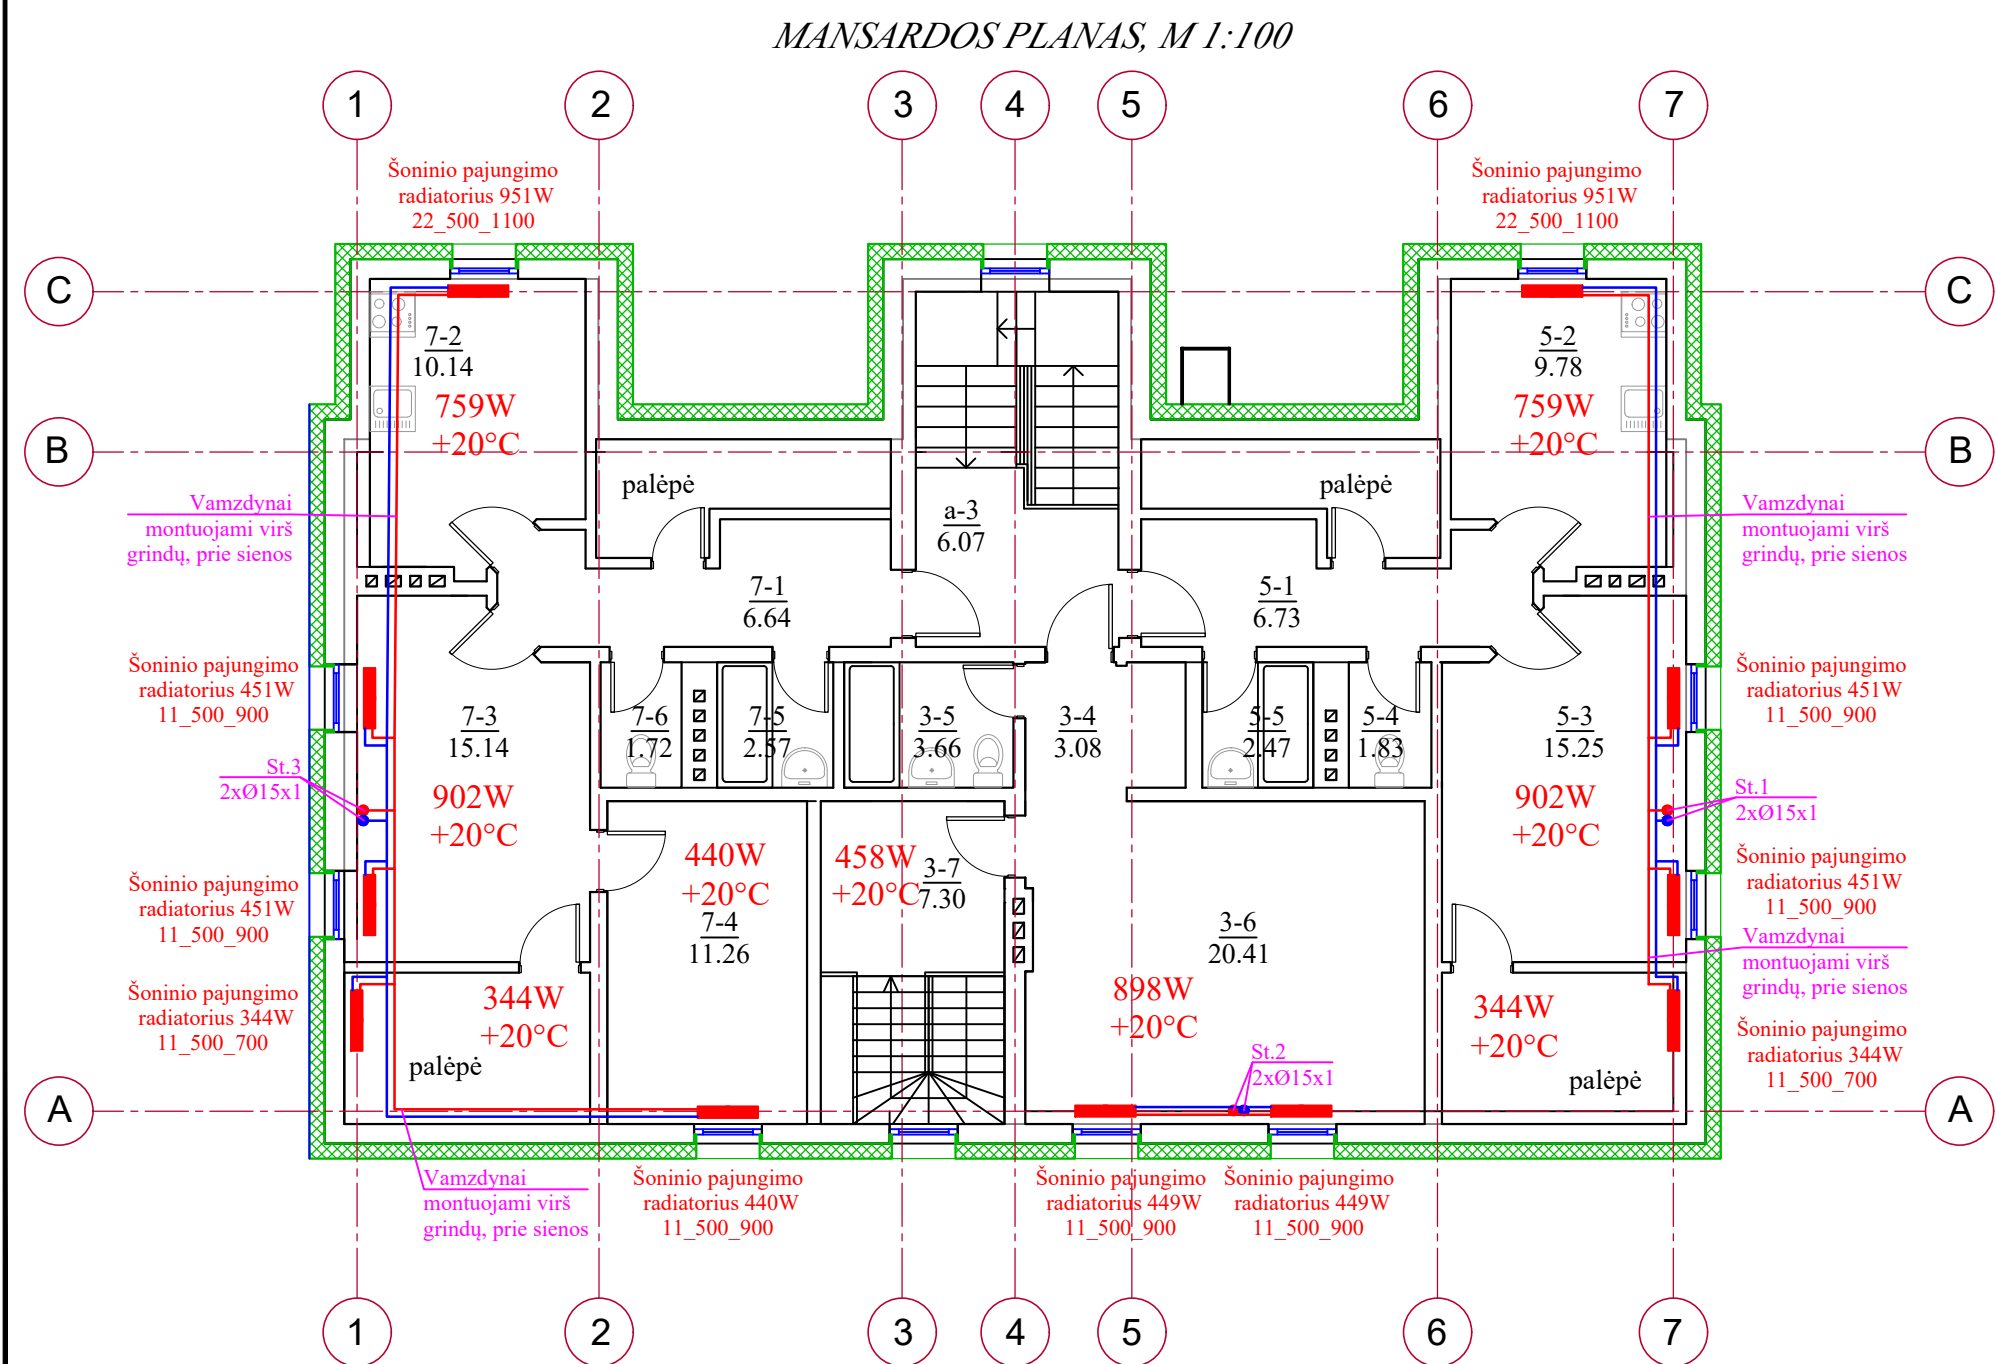 MANSARDOS PLANAS, M 1:100
1
2
3
4
5
6
7
Šoninio pajungimo
radiatorius 951W
22_500_1100
Šoninio pajungimo
radiatorius 951W
22_500_1100
C
C
7-2
10.14
759W
+20°C
5-2
9.78
759W
+20°C
B
B
palėpė
palėpė
Vamzdynai
montuojami virš
grindų, prie sienos
a-3
6.07
Vamzdynai
montuojami virš
grindų, prie sienos
7-1
6.64
5-1
6.73
Šoninio pajungimo
radiatorius 451W
11_500_900
7-3
15.14
7-6
1.72
7-5
2.57
3-5
3.66
3-4
3.08
5-5
2.47
5-4
1.83
5-3
15.25
Šoninio pajungimo
radiatorius 451W
11_500_900
St.3
2xØ15x1
902W
+20°C
902W
+20°C
St.1
2xØ15x1
440W
+20°C
458W
+20°C
3-7
7.30
Šoninio pajungimo
radiatorius 451W
11_500_900
Šoninio pajungimo
radiatorius 451W
11_500_900
7-4
11.26
3-6
20.41
Vamzdynai
montuojami virš
grindų, prie sienos
Šoninio pajungimo
radiatorius 344W
11_500_700
344W
+20°C
palėpė
898W
+20°C
344W
+20°C
palėpė
Šoninio pajungimo
radiatorius 344W
11_500_700
St.2
2xØ15x1
A
A
Vamzdynai
montuojami virš
grindų, prie sienos
Šoninio pajungimo
radiatorius 440W
11_500_900
Šoninio pajungimo
radiatorius 449W
11_500_900
Šoninio pajungimo
radiatorius 449W
11_500_900
1
2
3
4
5
6
7